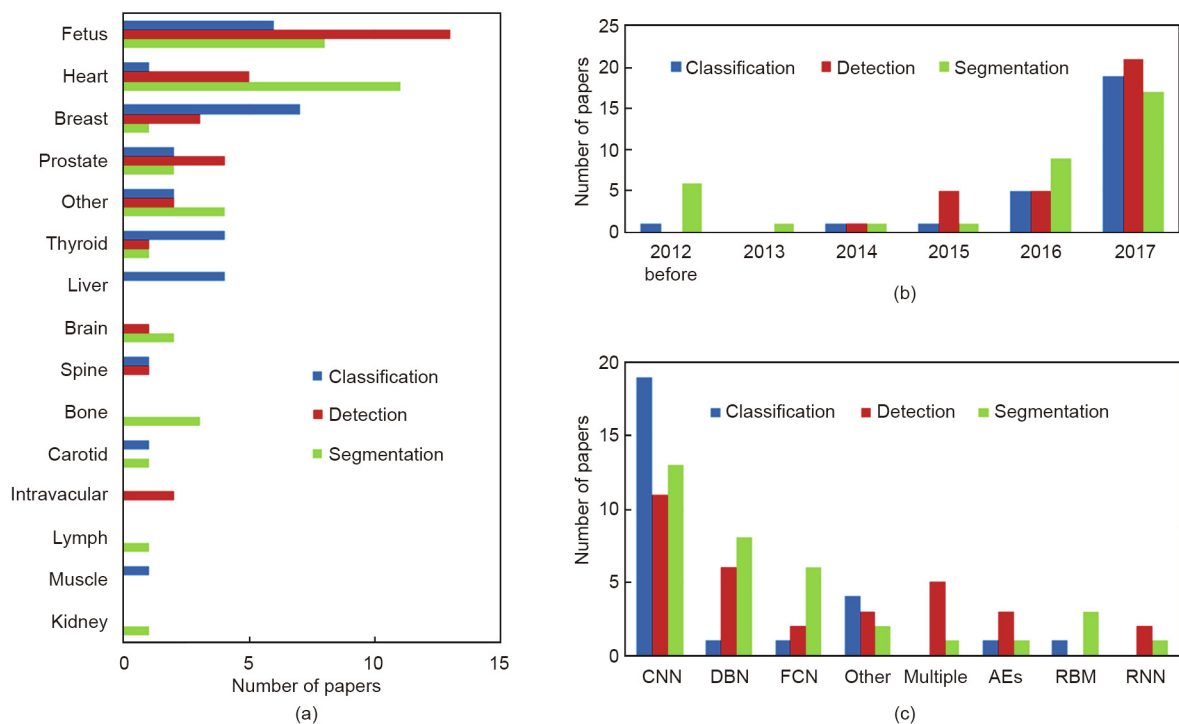 Fetus
Heart
Breast
Prostate
Other
Thyroid
Liver
Brain
Spine
Bone
Carotid
Intravacular
Lymph
Muscle
Kidney
Classification
Detection
Segmentation
0 5 10 15
Number of papers
(a)
25
20
15
10
5
0
Number of papers
Classification Detection Segmentation
2012 2013 2014 2015 2016 2017
before
(b)
20
15
10
5
0
Number of papers
Classification Detection Segmentation
CNN DBN FCN Other Multiple AEs RBM RNN
(c)